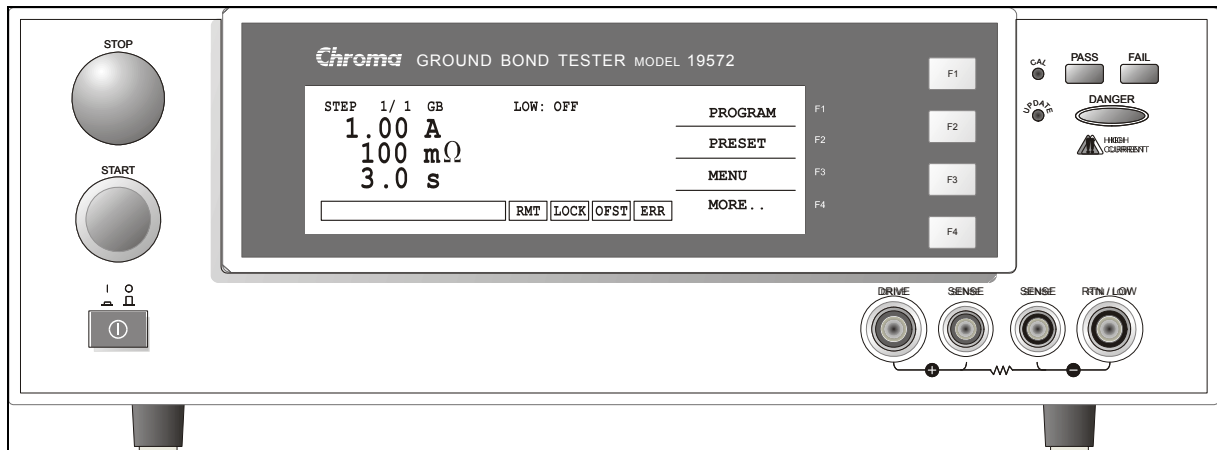 STOP
START
I O
Chroma GROUND BOND TESTER MODEL 19572
STEP 1/ 1 GB LOW: OFF
1.00 A
100 mΩ
3.0 s
RMT LOCK OFST ERR
PROGRAM F1
PRESET F2
MENU F3
MORE.. F4
F1
F2
F3
F4
CAL
UPDATE
PASS FAIL
DANGER
HIGH
CURRENT
DRIVE SENSE SENSE RTN / LOW
+ −